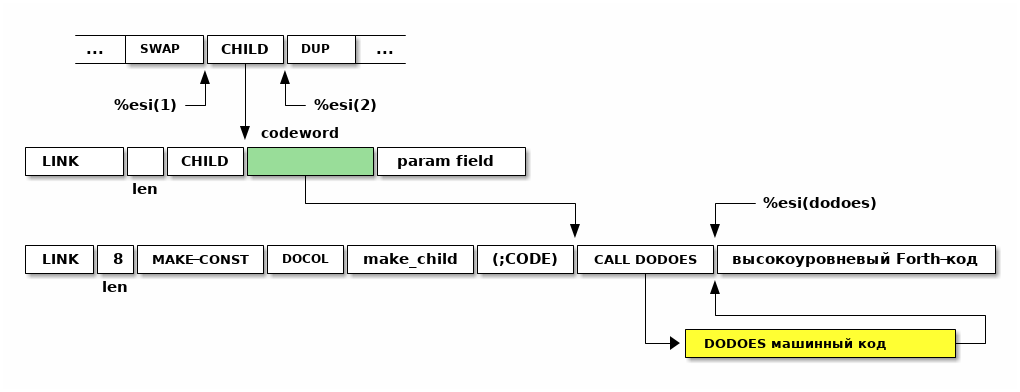 ... SWAP CHILD DUP ...
%esi(1) %esi(2)
codeword
LINK CHILD param field
len
%esi(dodoes)
LINK 8 MAKE-CONST DOCOL make_child (;CODE) CALL DODOES высокоуровневый Forth-код
len
DODOES машинный код